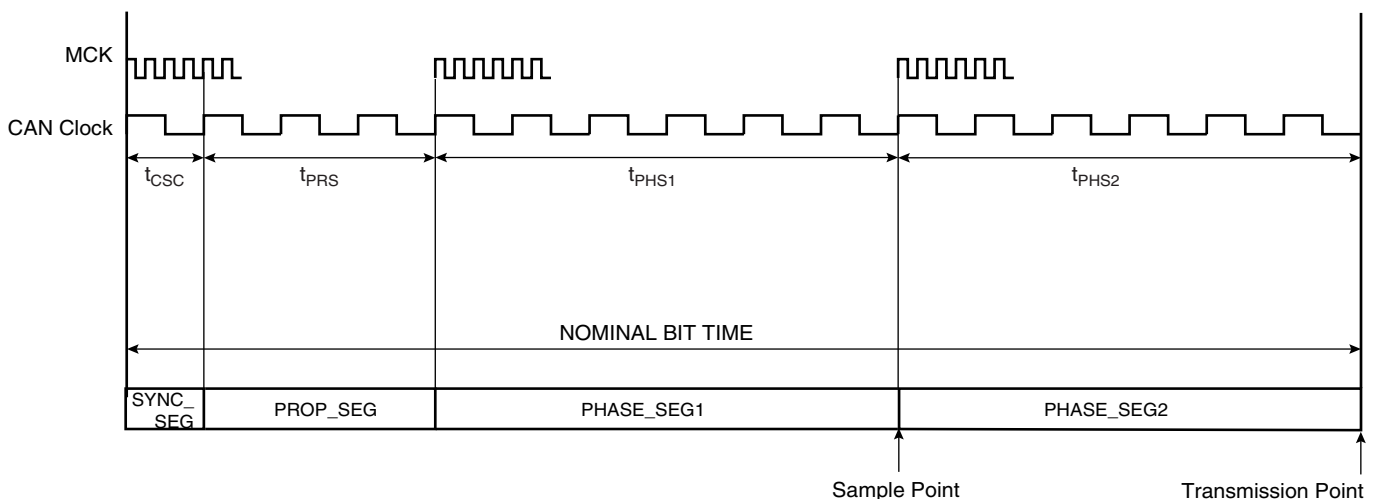 MCK
CAN Clock
tCSC
tPRS
tPHS1
tPHS2
NOMINAL BIT TIME
SYNC_
SEG
PROP_SEG
PHASE_SEG1
PHASE_SEG2
Sample Point
Transmission Point